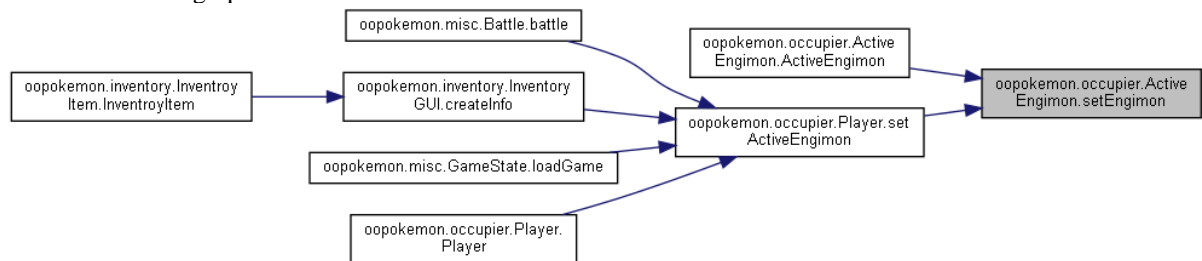 oopokemon.misc.Battle.battle
oopokemon.occupier.Active
Engimon.ActiveEngimon
oopokemon.inventory.Inventroy
Item.InventroyItem
oopokemon.inventory.Inventory
GUI.createInfo
oopokemon.occupier.Active
Engimon.setEngimon
oopokemon.occupier.Player.set
ActiveEngimon
oopokemon.misc.GameState.loadGame
oopokemon.occupier.Player.
Player